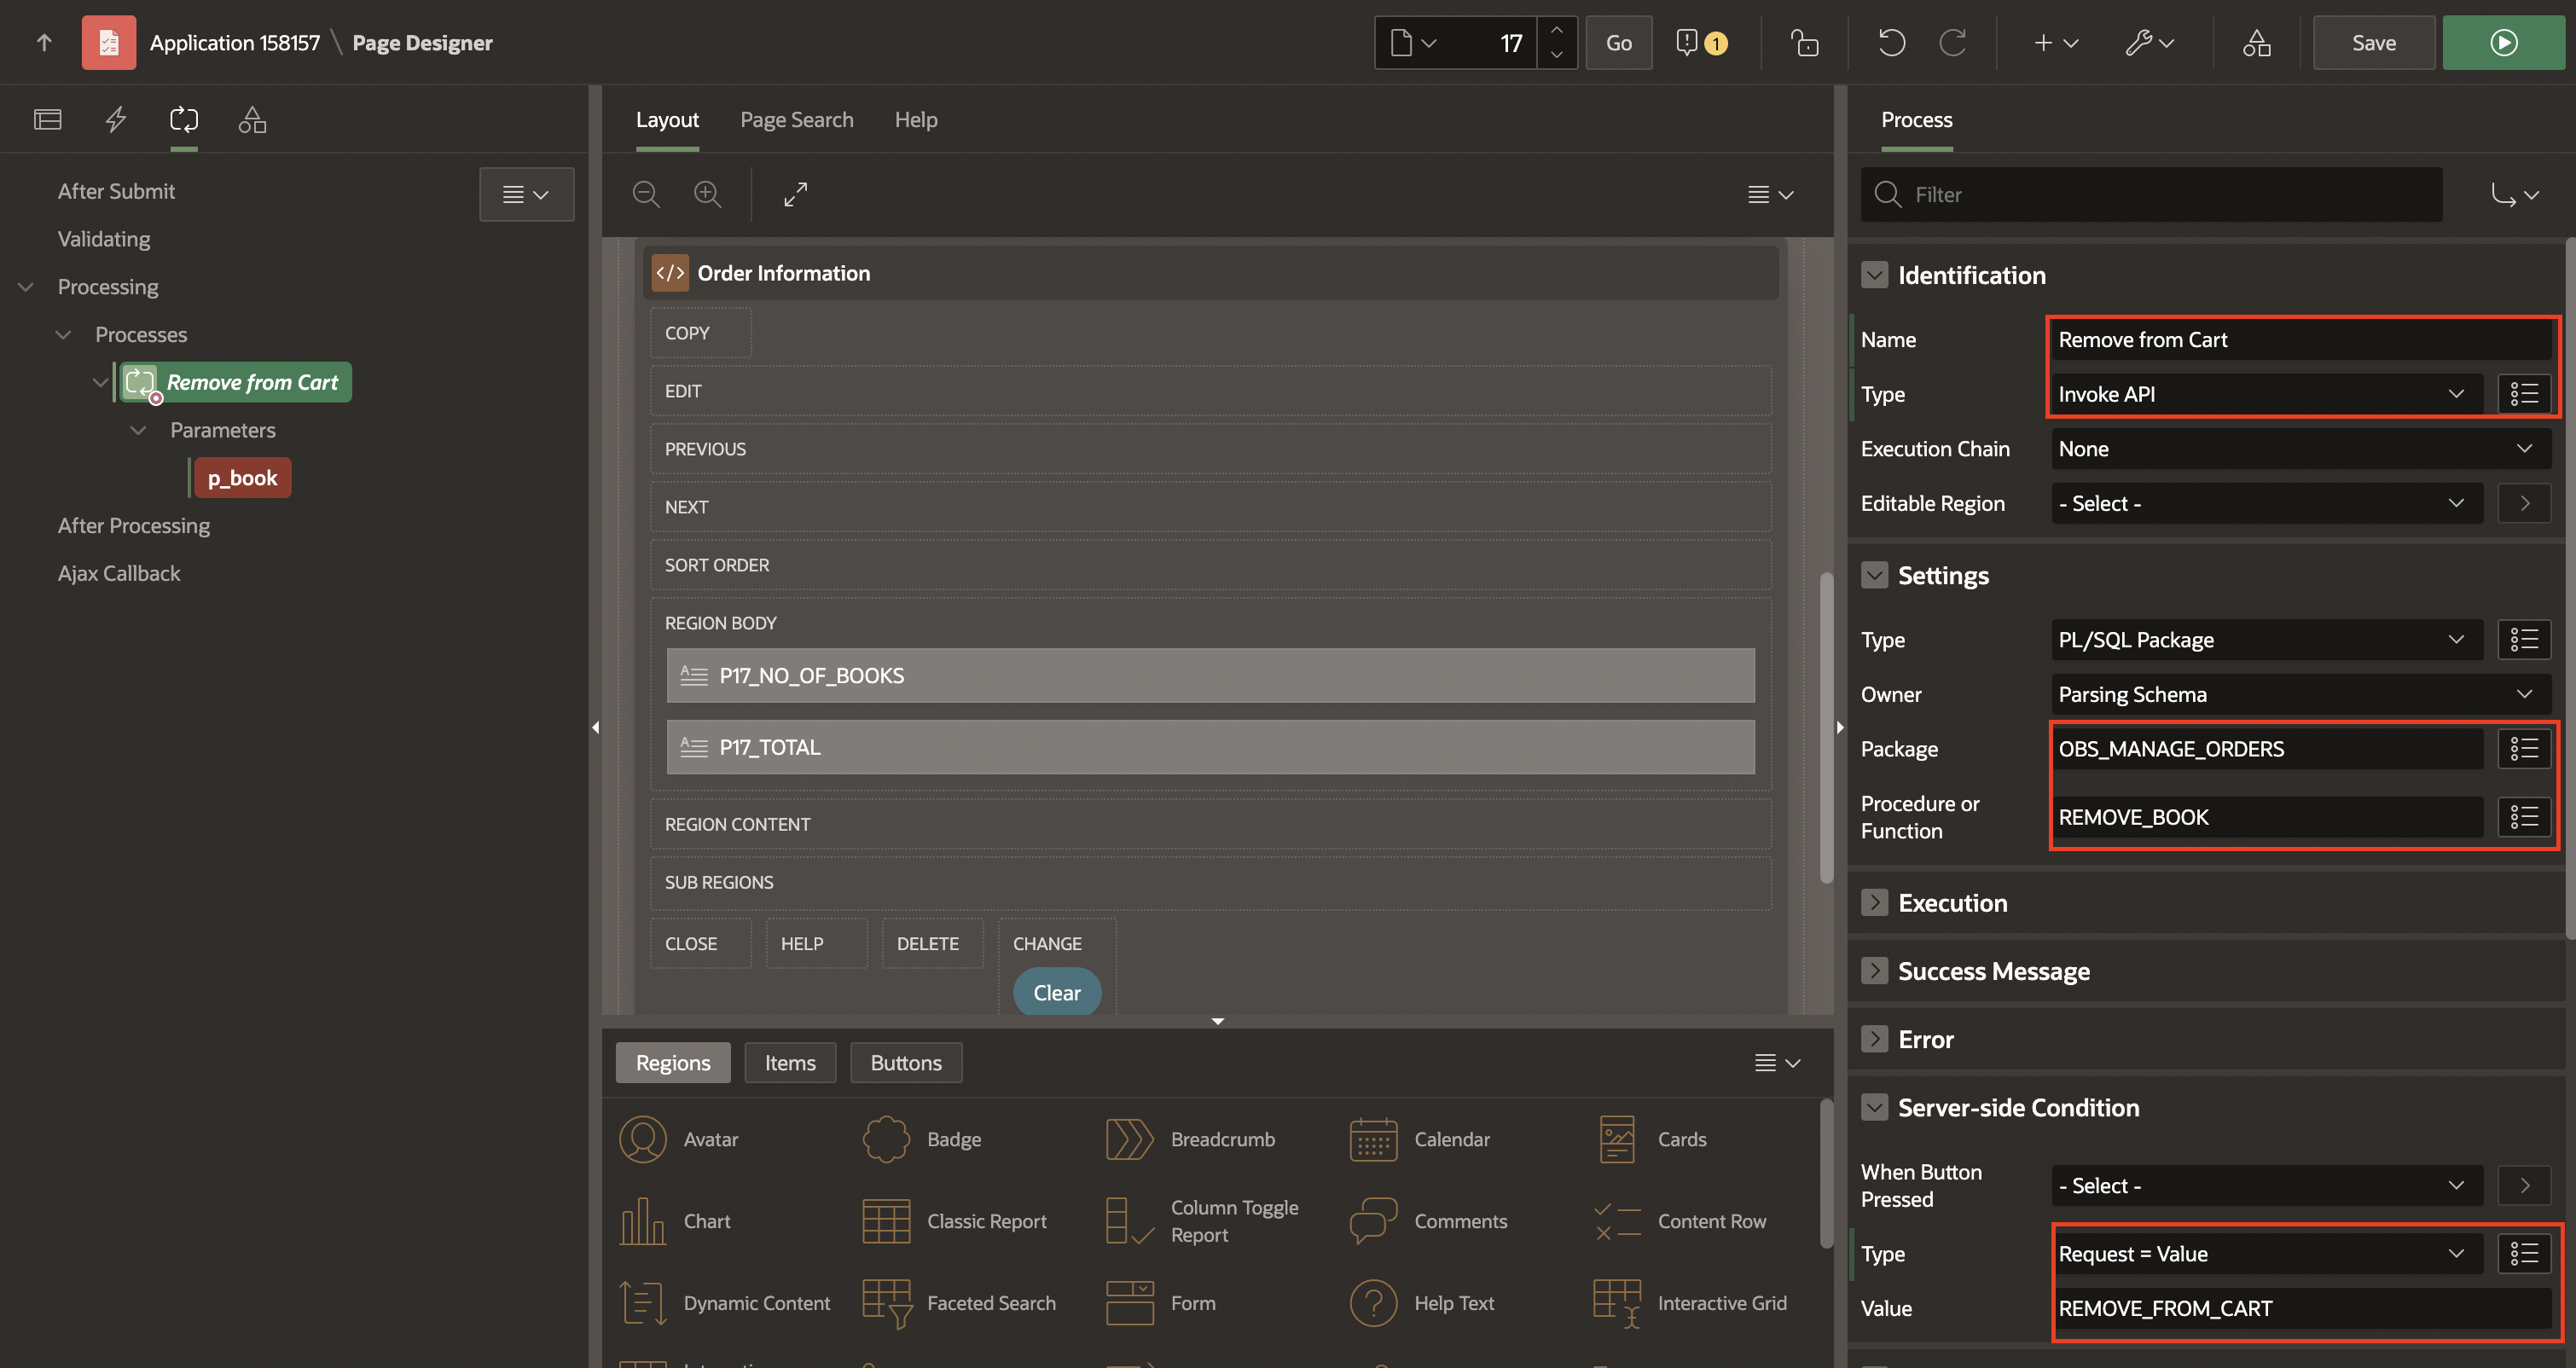 Application 158157 \ Page Designer
17
Go
1
Save
After Submit
Validating
Processing
Processes
Remove from Cart
Parameters
p_book
After Processing
Ajax Callback
Layout
Page Search
Help
</> Order Information
COPY
EDIT
PREVIOUS
NEXT
SORT ORDER
REGION BODY
P17_NO_OF_BOOKS
P17_TOTAL
REGION CONTENT
SUB REGIONS
CLOSE
HELP
DELETE
CHANGE
Clear
Regions
Items
Buttons
Avatar
Badge
Breadcrumb
Calendar
Cards
Chart
Classic Report
Column Toggle
Report
Comments
Content Row
Dynamic Content
Faceted Search
Form
Help Text
Interactive Grid
Process
Filter
Identification
Name
Remove from Cart
Type
Invoke API
Execution Chain
None
Editable Region
- Select -
Settings
Type
PL/SQL Package
Owner
Parsing Schema
Package
OBS_MANAGE_ORDERS
Procedure or
Function
REMOVE_BOOK
Execution
Success Message
Error
Server-side Condition
When Button
Pressed
- Select -
Type
Request = Value
Value
REMOVE_FROM_CART